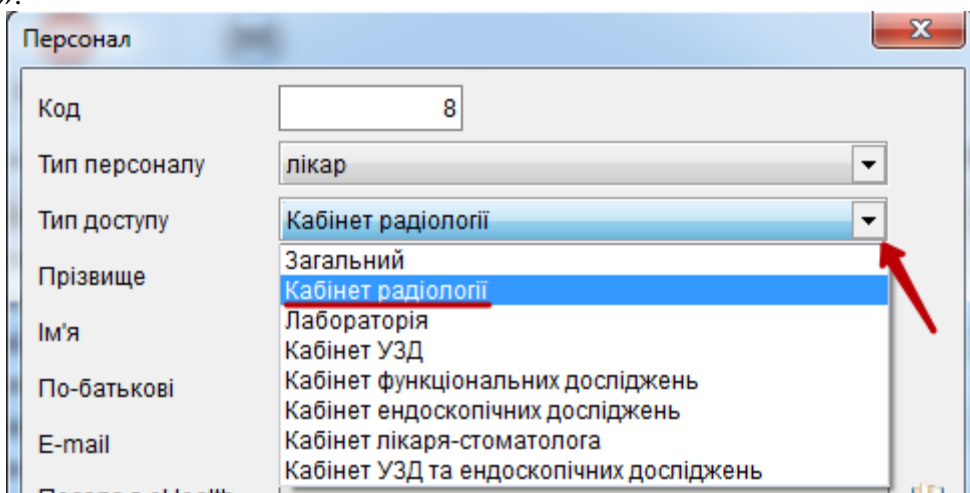 ».
Персонал
Код 8
Тип персоналу лікар
Тип доступу Кабінет радіології
Загальний
Прізвище
Кабінет радіології
Лабораторія
Ім'я
Кабінет УЗД
По-батькові
Кабінет функціональних досліджень
Кабінет ендоскопічних досліджень
E-mail
Кабінет лікаря-стоматолога
Кабінет УЗД та ендоскопічних досліджень